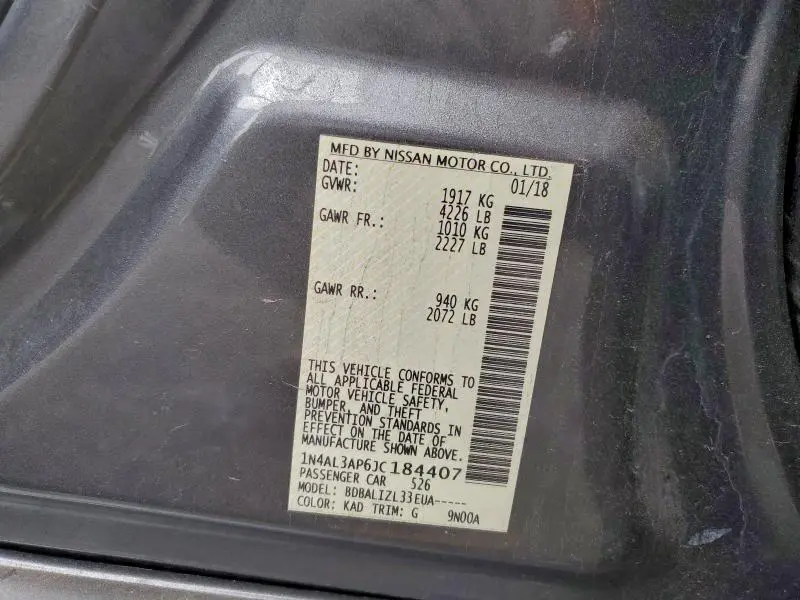 MFD BY NISSAN MOTOR CO., LTD.
DATE: 01/18
GVWR: 1917 KG
4226 LB
GAWR FR.: 1010 KG
2227 LB
GAWR RR.: 940 KG
2072 LB
THIS VEHICLE CONFORMS TO
ALL APPLICABLE FEDERAL
MOTOR VEHICLE SAFETY,
BUMPER, AND THEFT
PREVENTION STANDARDS IN
EFFECT ON THE DATE OF
MANUFACTURE SHOWN ABOVE.
1N4AL3AP6JC184407
PASSENGER CAR 526
MODEL: BDBALIZL33EUA-----
COLOR: KAD TRIM: G 9N00A